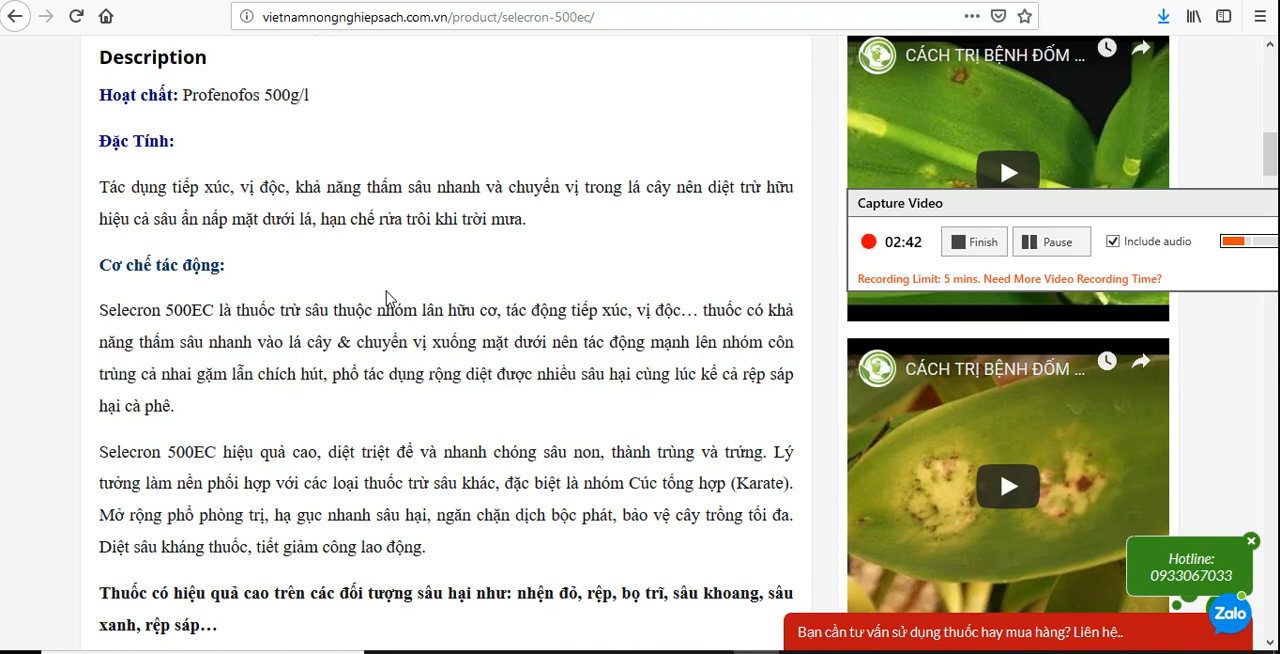 vietnamnongnghiepsach.com.vn/product/selecron-500ec/
Description
Hoạt chất: Profenofos 500g/l
Đặc Tính:
Tác dụng tiếp xúc, vị độc, khả năng thấm sâu nhanh và chuyển vị trong lá cây nên diệt trừ hữu
hiệu cả sâu ẩn nấp mặt dưới lá, hạn chế rửa trôi khi trời mưa.
Cơ chế tác động:
Selecron 500EC là thuốc trừ sâu thuộc nhóm lân hữu cơ, tác động tiếp xúc, vị độc… thuốc có khả
năng thấm sâu nhanh vào lá cây & chuyển vị xuống mặt dưới nên tác động mạnh lên nhóm côn
trùng cả nhai gặm lẫn chích hút, phổ tác dụng rộng diệt được nhiều sâu hại cùng lúc kể cả rệp sáp
hại cà phê.
Selecron 500EC hiệu quả cao, diệt triệt để và nhanh chóng sâu non, thành trùng và trứng. Lý
tưởng làm nền phối hợp với các loại thuốc trừ sâu khác, đặc biệt là nhóm Cúc tổng hợp (Karate).
Mở rộng phổ phòng trị, hạ gục nhanh sâu hại, ngăn chặn dịch bộc phát, bảo vệ cây trồng tối đa.
Diệt sâu kháng thuốc, tiết giảm công lao động.
Thuốc có hiệu quả cao trên các đối tượng sâu hại như: nhện đỏ, rệp, bọ trĩ, sâu khoang, sâu
xanh, rệp sáp…
CÁCH TRỊ BỆNH ĐỐM ...
Capture Video
02:42
Finish
Pause
Include audio
Recording Limit: 5 mins. Need More Video Recording Time?
CÁCH TRỊ BỆNH ĐỐM ...
Hotline:
0933067033
Zalo
Bạn cần tư vấn sử dụng thuốc hay mua hàng? Liên hệ..